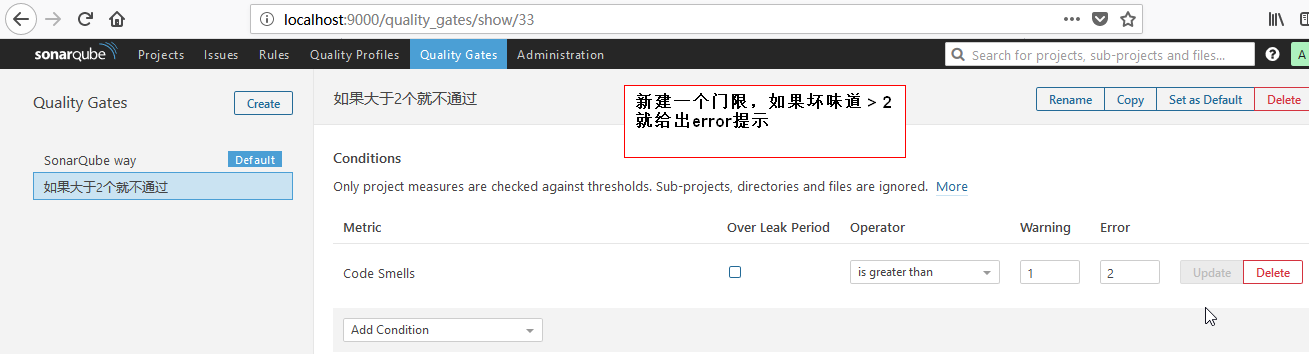 localhost:9000/quality_gates/show/33
sonarqube Projects Issues Rules Quality Profiles Quality Gates Administration Search for projects, sub-projects and files... ? A
Quality Gates Create
SonarQube way Default
如果大于2个就不通过
如果大于2个就不通过
新建一个门限，如果坏味道 > 2
就给出error提示
Rename Copy Set as Default Delete
Conditions
Only project measures are checked against thresholds. Sub-projects, directories and files are ignored. More
Metric Over Leak Period Operator Warning Error
Code Smells is greater than 1 2 Update Delete
Add Condition